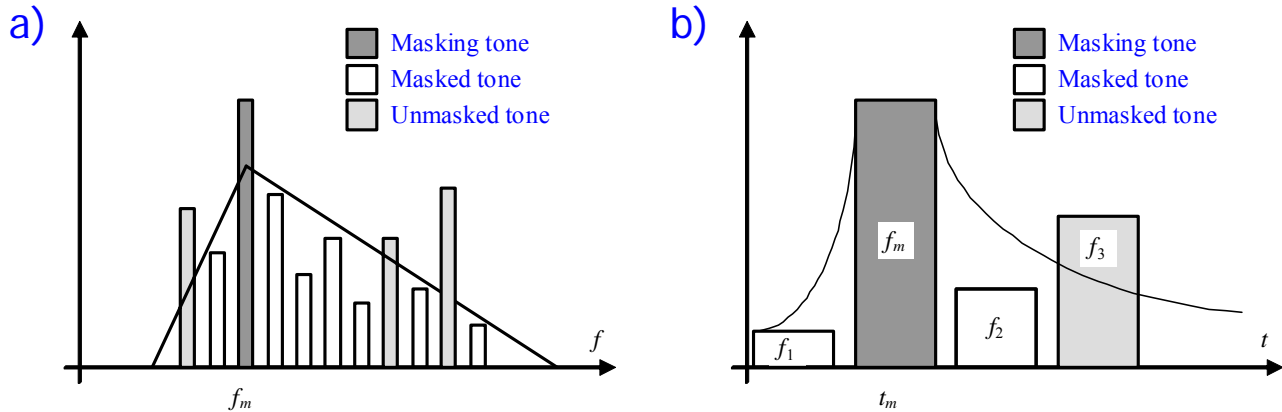 a)
Masking tone
Masked tone
Unmasked tone
f
fm
b)
Masking tone
Masked tone
Unmasked tone
fm
f3
f2
f1
t
tm